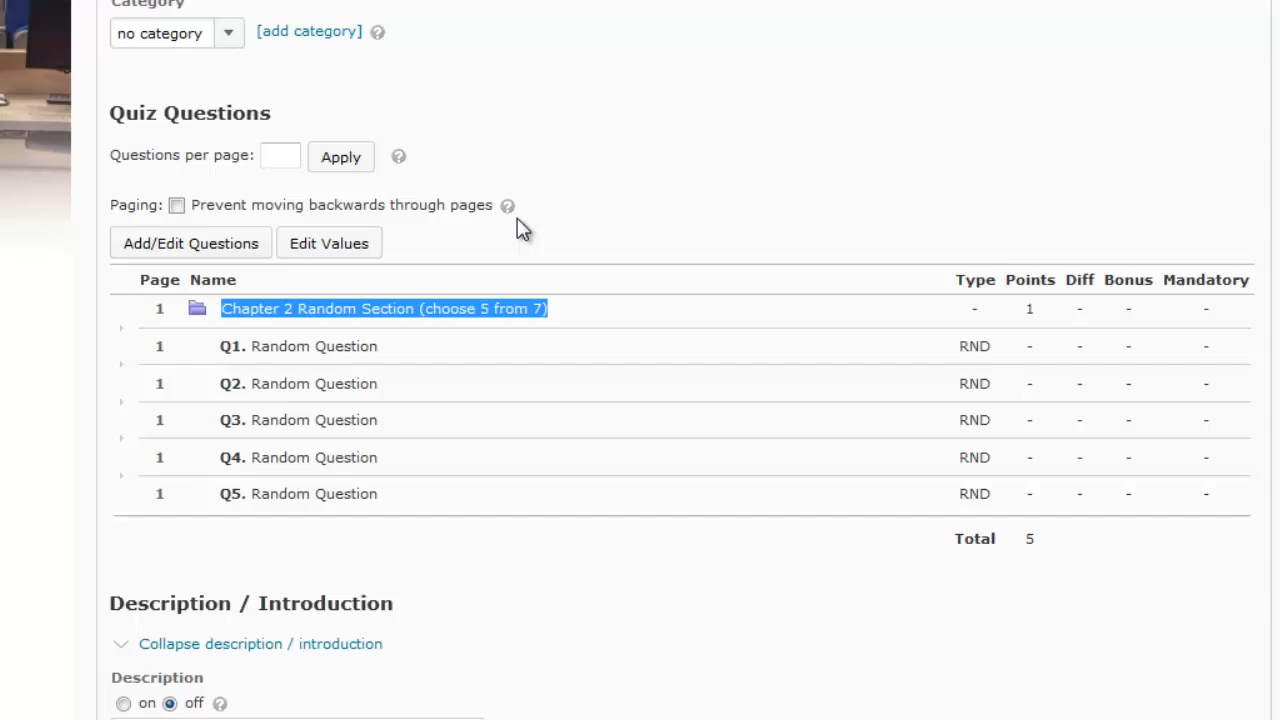 Category
no category [add category]
Quiz Questions
Questions per page: Apply
Paging: Prevent moving backwards through pages
Add/Edit Questions Edit Values
Page Name Type Points Diff Bonus Mandatory
1 Chapter 2 Random Section (choose 5 from 7) - 1 - - -
1 Q1. Random Question RND - - - -
1 Q2. Random Question RND - - - -
1 Q3. Random Question RND - - - -
1 Q4. Random Question RND - - - -
1 Q5. Random Question RND - - - -
Total 5
Description / Introduction
Collapse description / introduction
Description
on off